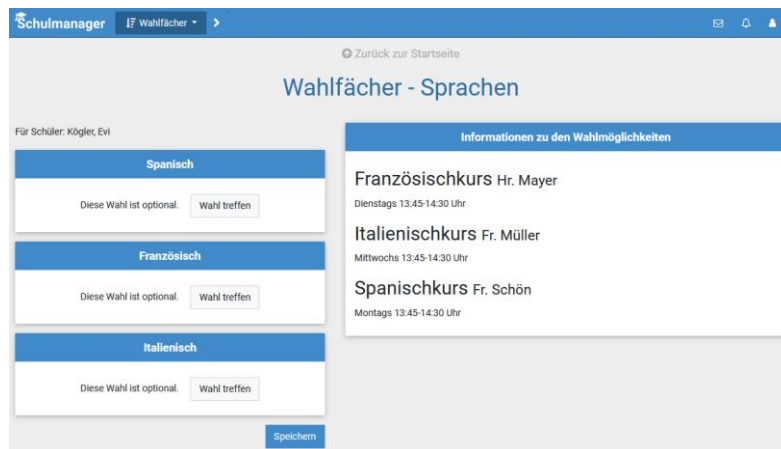 Schulmanager
Wahlfächer
Zurück zur Startseite
Wahlfächer - Sprachen
Für Schüler: Kögler, Evi
Spanisch
Diese Wahl ist optional. Wahl treffen
Französisch
Diese Wahl ist optional. Wahl treffen
Italienisch
Diese Wahl ist optional. Wahl treffen
Speichern
Informationen zu den Wahlmöglichkeiten
Französischkurs Hr. Mayer
Dienstags 13:45-14:30 Uhr
Italienischkurs Fr. Müller
Mittwochs 13:45-14:30 Uhr
Spanischkurs Fr. Schön
Montags 13:45-14:30 Uhr